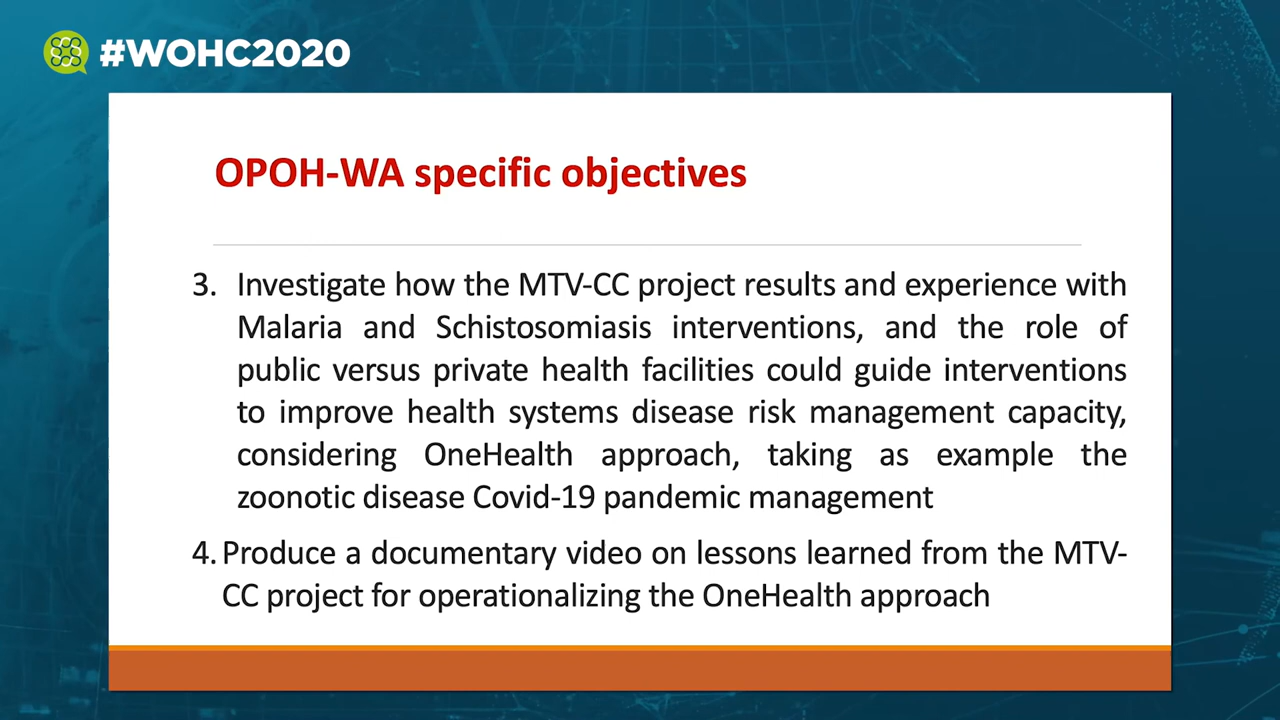 #WOHC2020
OPOH-WA specific objectives
3. Investigate how the MTV-CC project results and experience with
Malaria and Schistosomiasis interventions, and the role of
public versus private health facilities could guide interventions
to improve health systems disease risk management capacity,
considering OneHealth approach, taking as example the
zoonotic disease Covid-19 pandemic management
4. Produce a documentary video on lessons learned from the MTV-
CC project for operationalizing the OneHealth approach